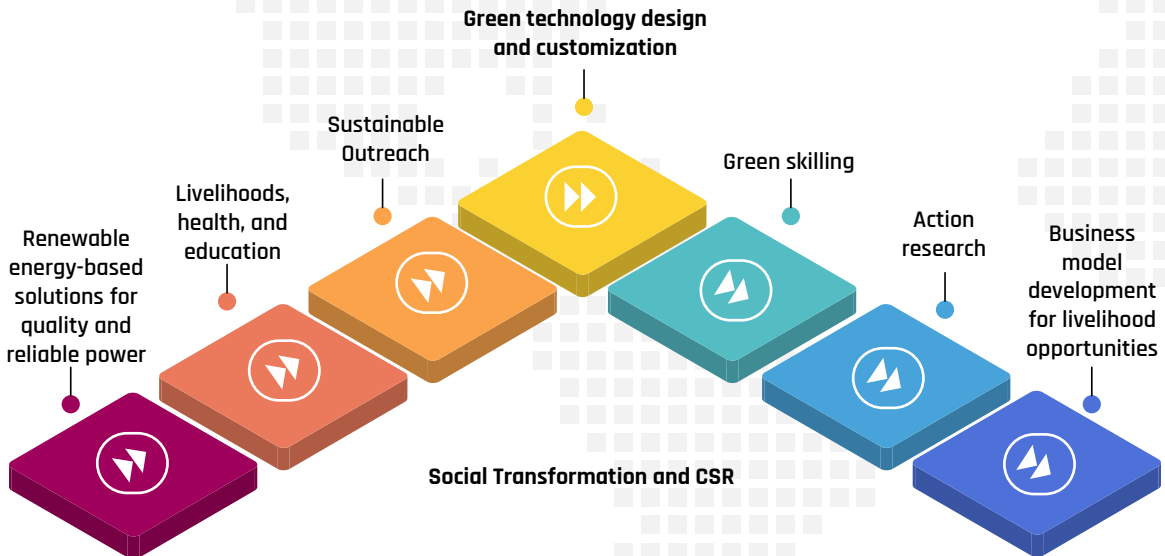 Green technology design
and customization
Sustainable
Outreach
Green skilling
Livelihoods,
health, and
education
Action
research
Renewable
energy-based
solutions for
quality and
reliable power
Business
model
development
for livelihood
opportunities
Social Transformation and CSR